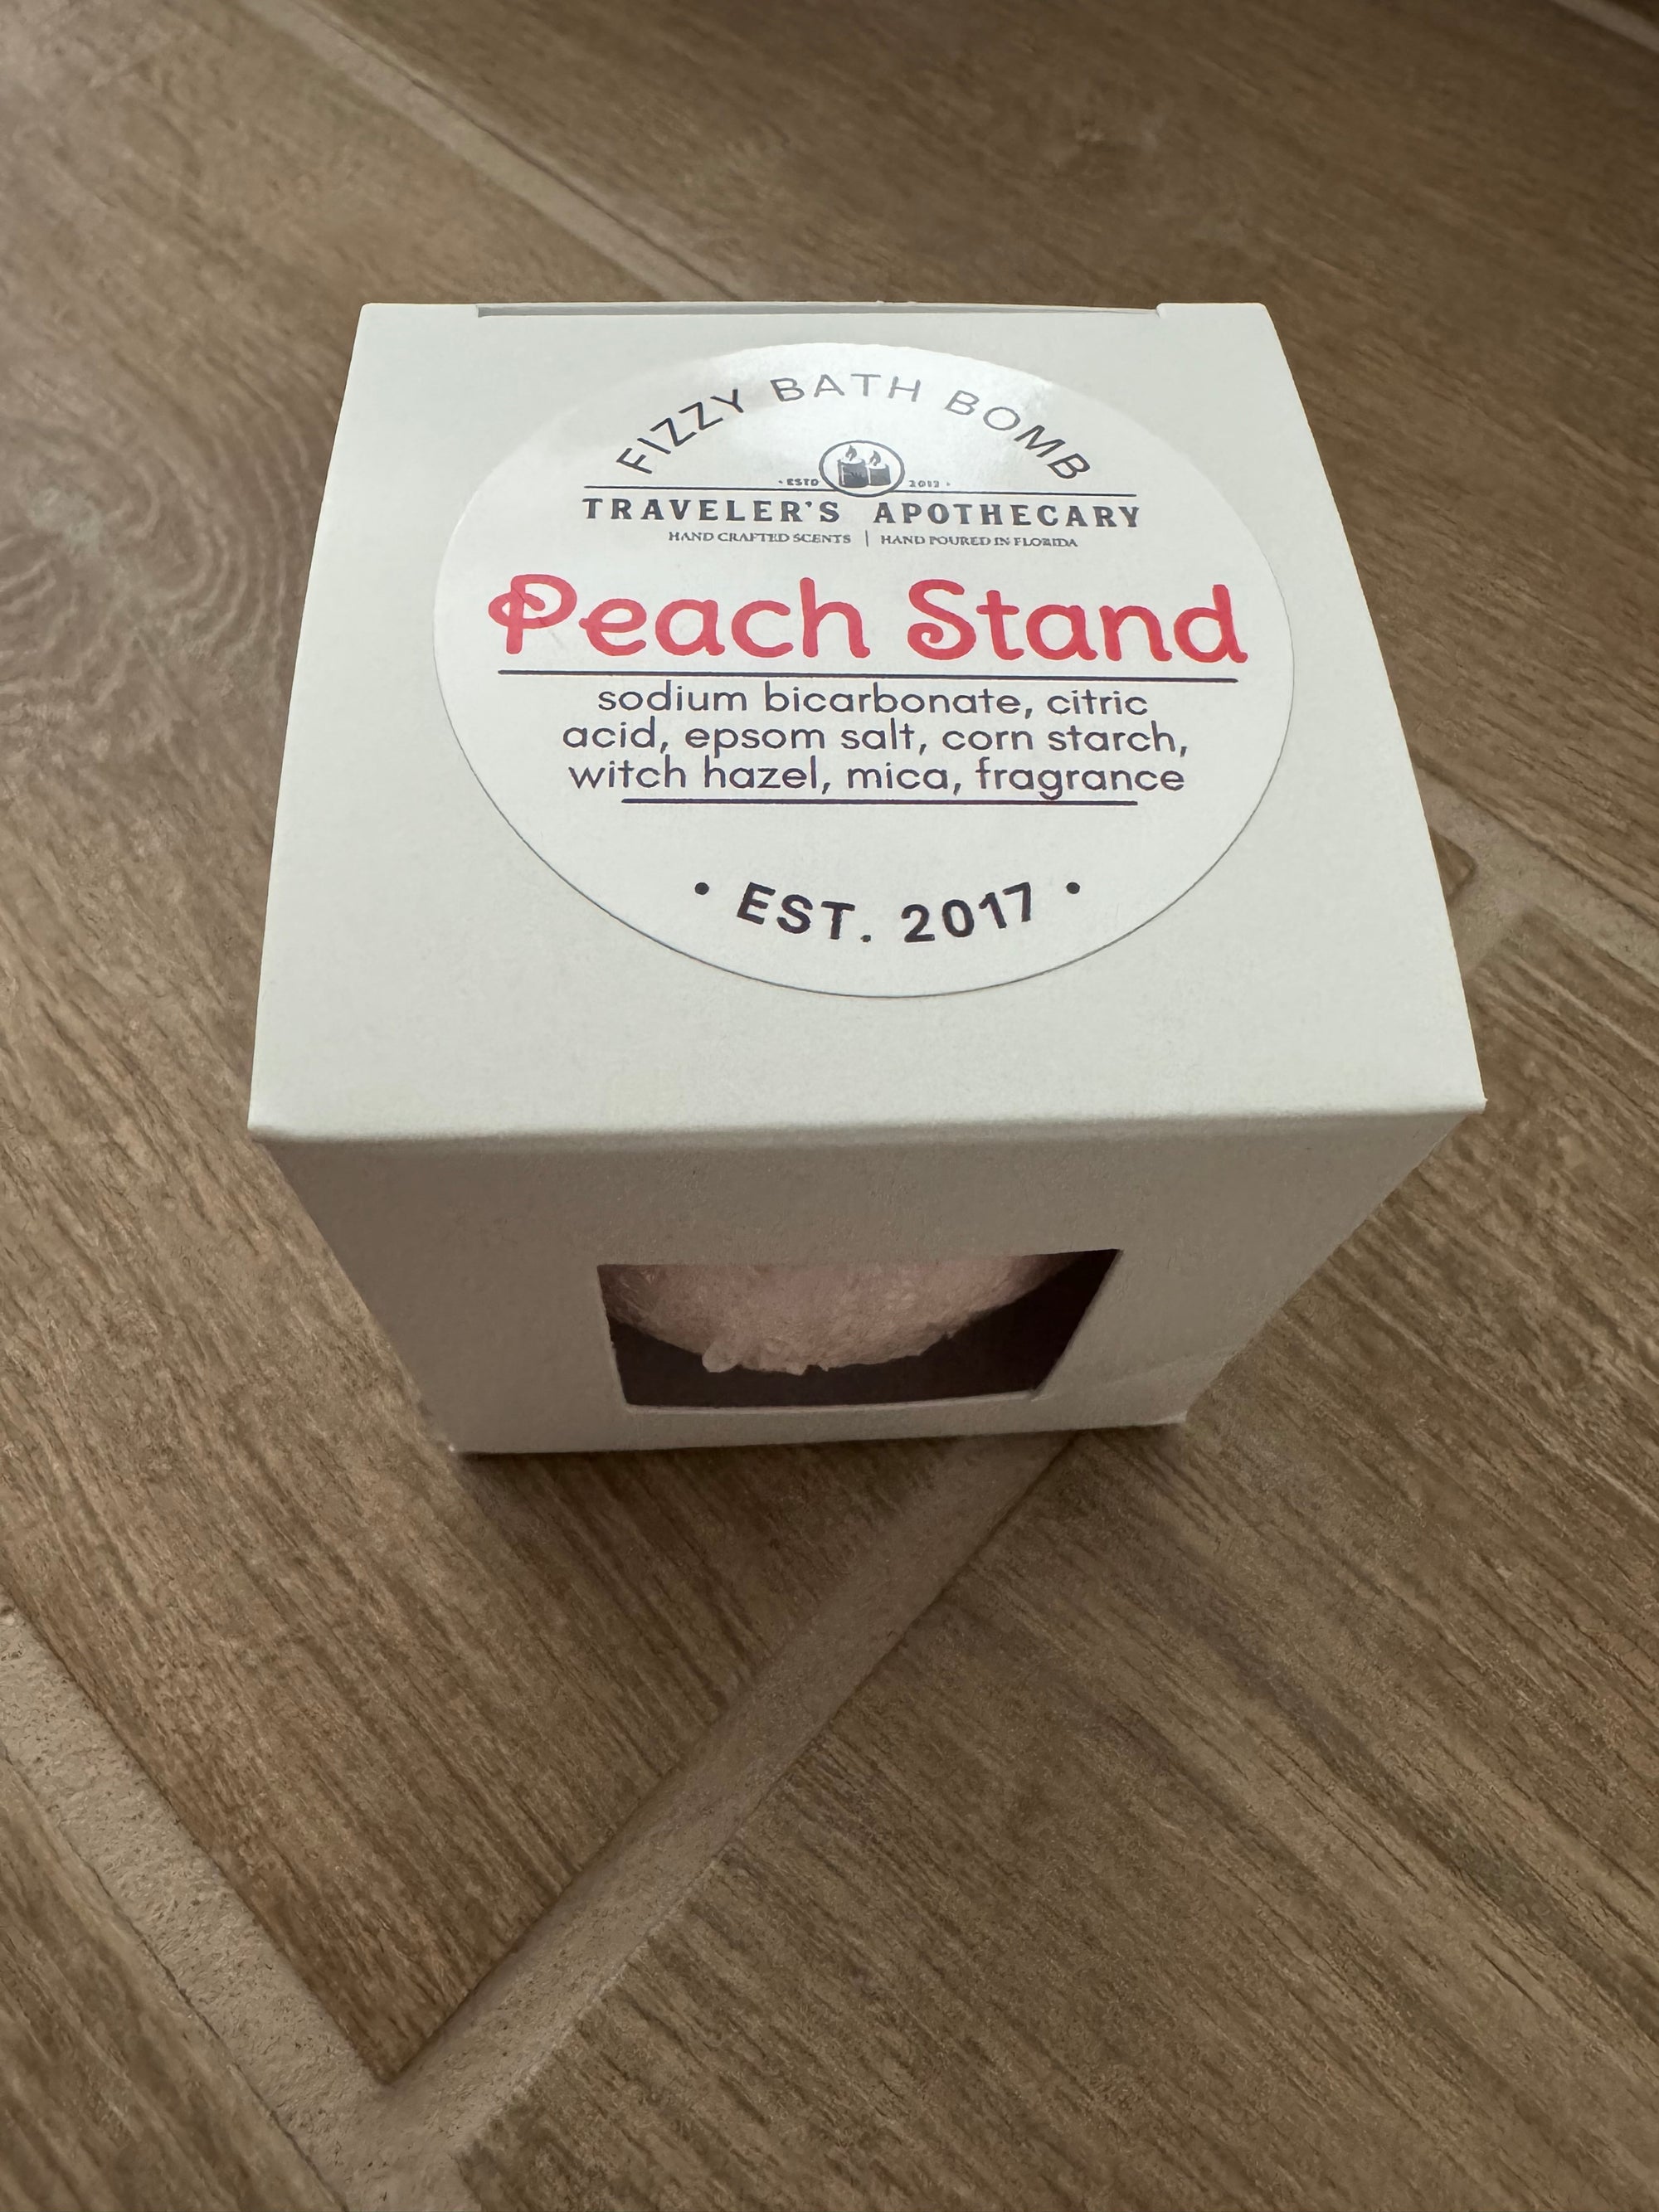 FIZZY BATH BOMB
· ESTD 2012 ·
TRAVELER'S APOTHECARY
HAND CRAFTED SCENTS | HAND POURED IN FLORIDA
Peach Stand
sodium bicarbonate, citric
acid, epsom salt, corn starch,
witch hazel, mica, fragrance
• EST. 2017 •